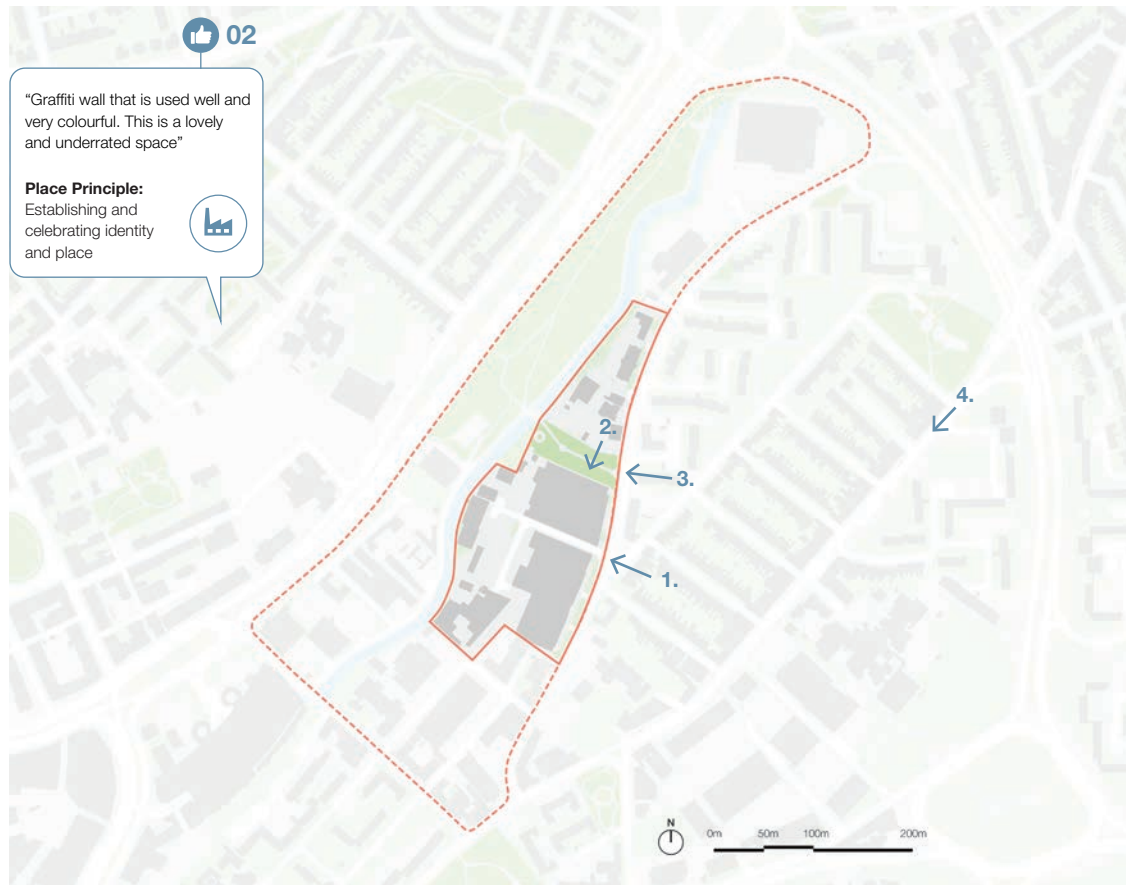 02
“Graffiti wall that is used well and
very colourful. This is a lovely
and underrated space”
Place Principle:
Establishing and
celebrating identity
and place
4.
2.
3.
1.
N
0m 50m 100m 200m